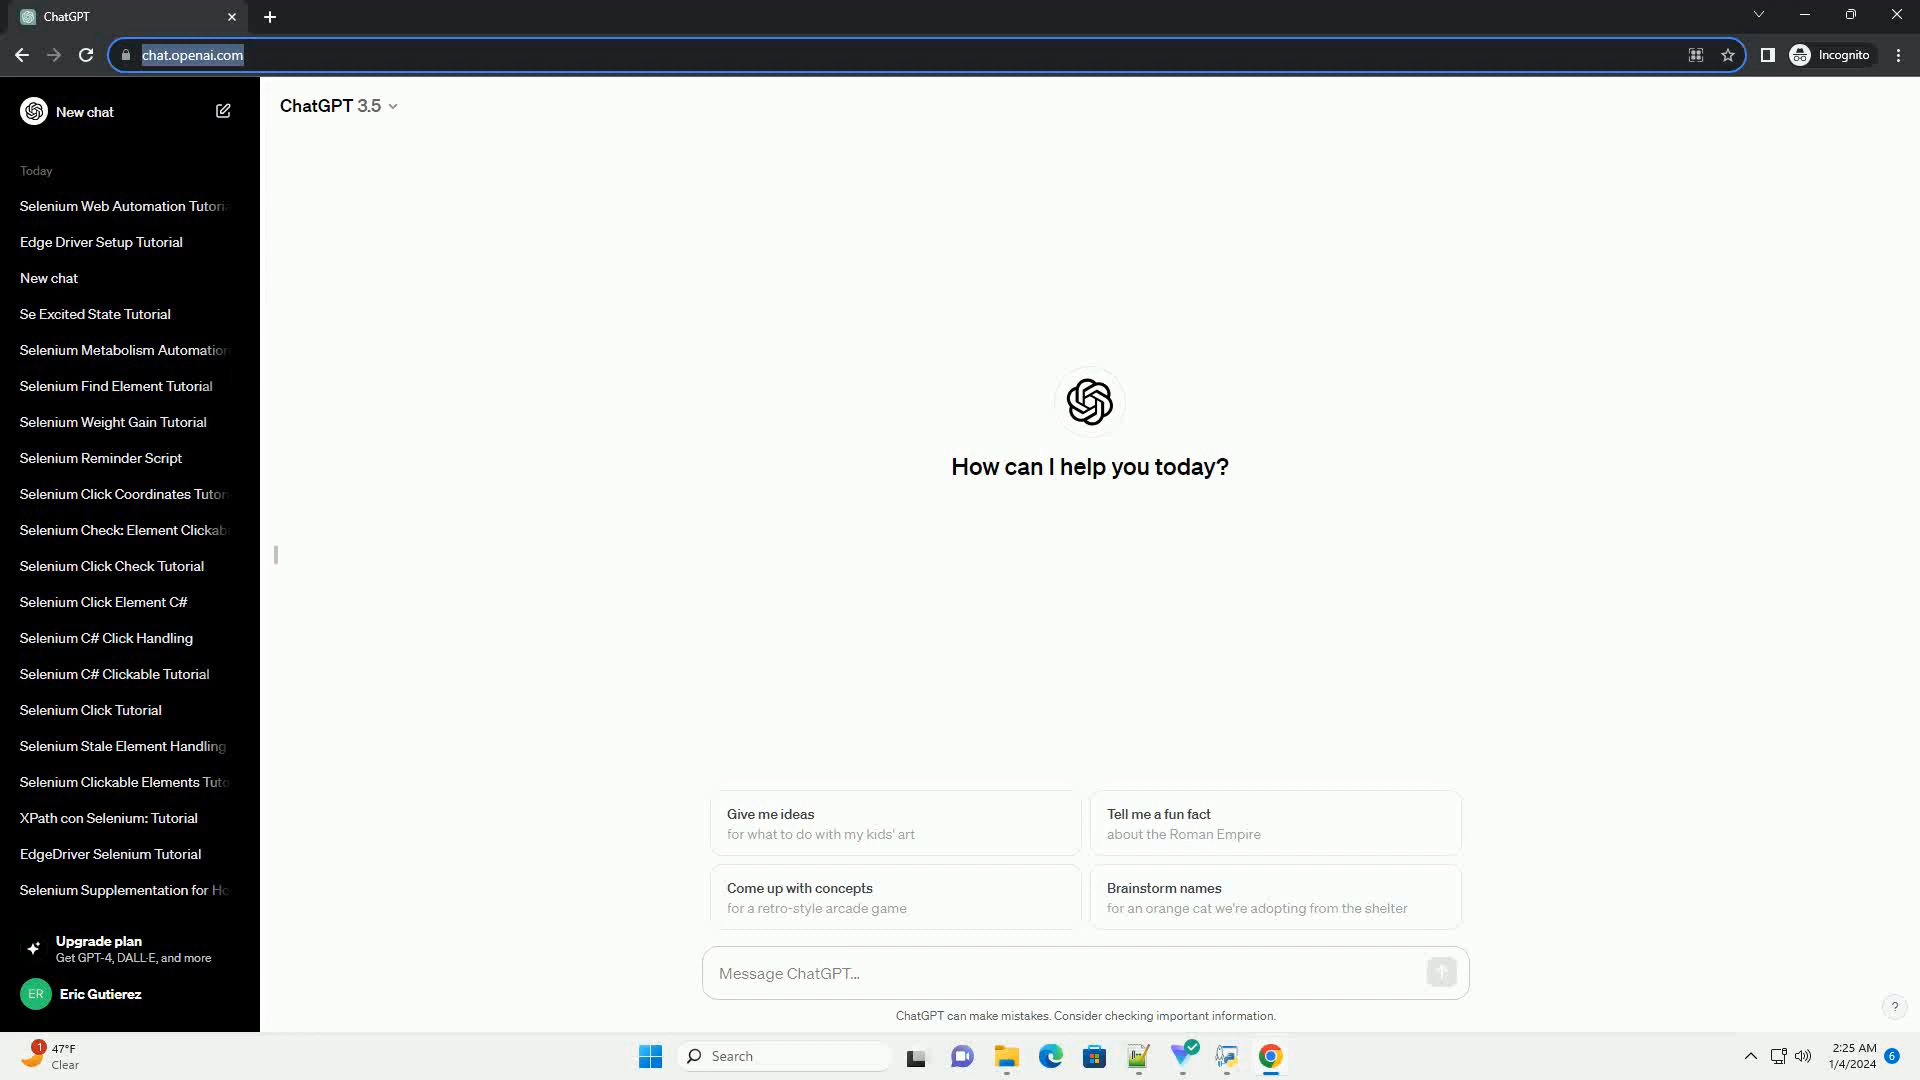 ChatGPT
chat.openai.com
Incognito
New chat
ChatGPT 3.5
Today
Selenium Web Automation Tutoria
Edge Driver Setup Tutorial
New chat
Se Excited State Tutorial
Selenium Metabolism Automation
Selenium Find Element Tutorial
Selenium Weight Gain Tutorial
Selenium Reminder Script
Selenium Click Coordinates Tutor
Selenium Check: Element Clickab
Selenium Click Check Tutorial
Selenium Click Element C#
Selenium C# Click Handling
Selenium C# Clickable Tutorial
Selenium Click Tutorial
Selenium Stale Element Handling
Selenium Clickable Elements Tuto
XPath con Selenium: Tutorial
EdgeDriver Selenium Tutorial
Selenium Supplementation for Ho
Upgrade plan
Get GPT-4, DALL·E, and more
ER
Eric Gutierez
How can I help you today?
Give me ideas
for what to do with my kids' art
Tell me a fun fact
about the Roman Empire
Come up with concepts
for a retro-style arcade game
Brainstorm names
for an orange cat we're adopting from the shelter
Message ChatGPT...
ChatGPT can make mistakes. Consider checking important information.
?
1
47°F
Clear
Search
2:25 AM
1/4/2024
6